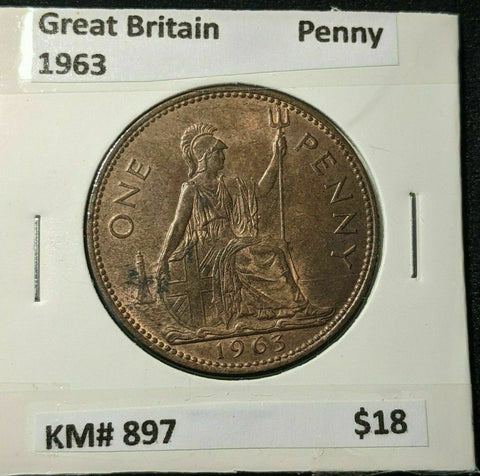 Great Britain Penny
1963
ONE PENNY
1963
KM# 897 $18